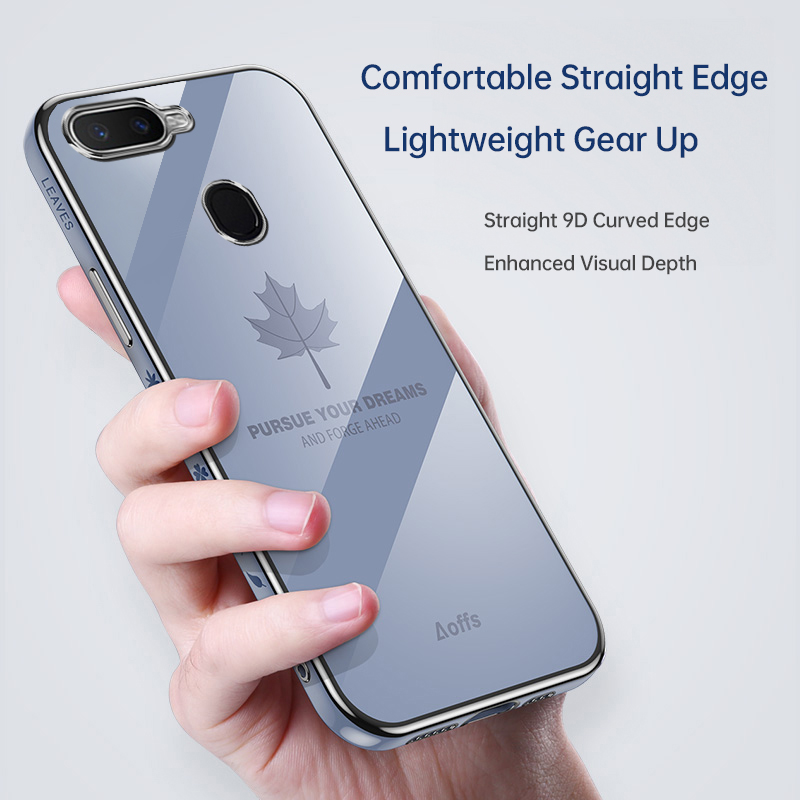 Comfortable Straight Edge
Lightweight Gear Up
Straight 9D Curved Edge
Enhanced Visual Depth
LEAVES
PURSUE YOUR DREAMS
AND FORGE AHEAD
Aoffs